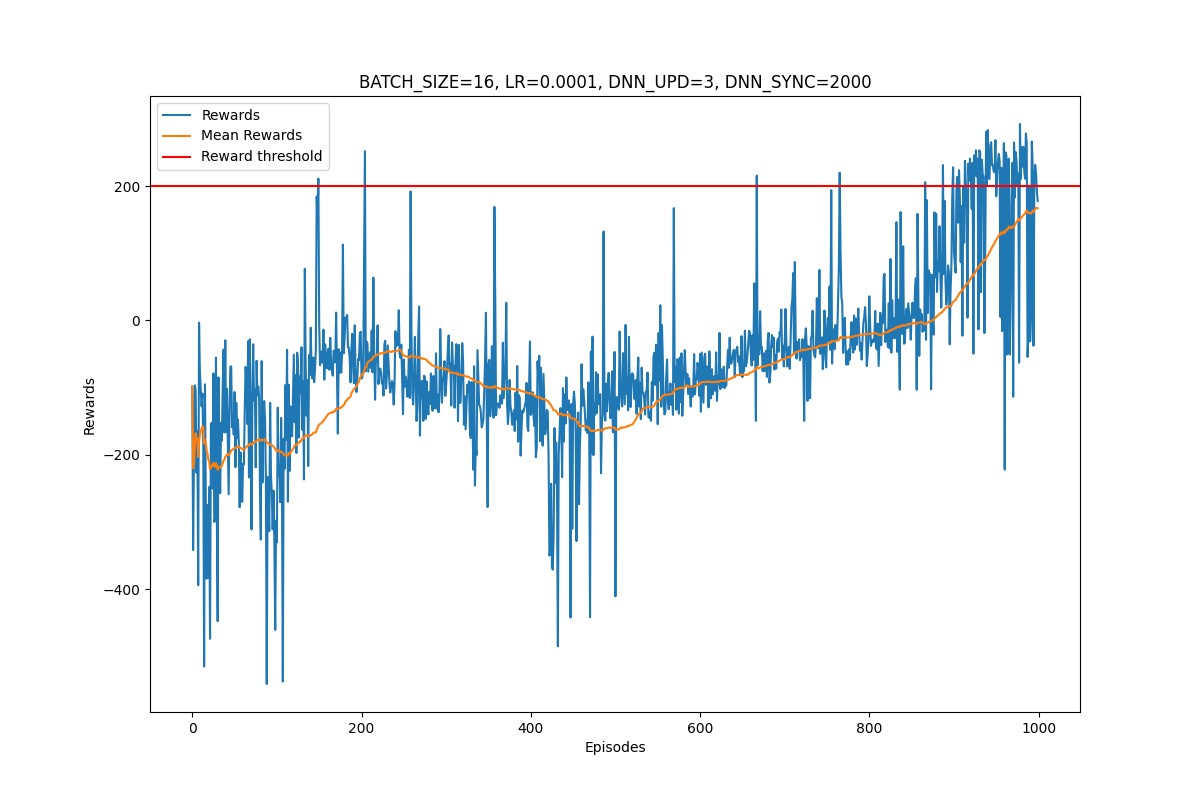 BATCH_SIZE=16, LR=0.0001, DNN_UPD=3, DNN_SYNC=2000
Rewards
Mean Rewards
Reward threshold
200
0
−200
−400
Rewards
0
200
400
600
800
1000
Episodes